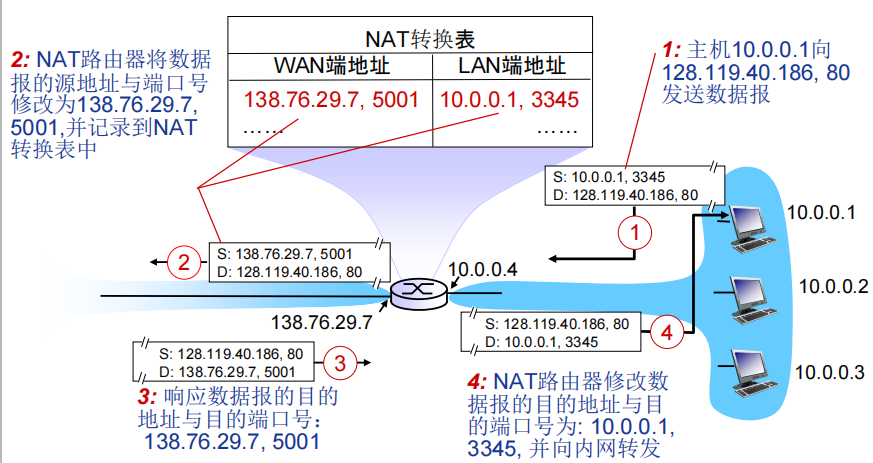 NAT转换表
WAN端地址
LAN端地址
138.76.29.7, 5001
10.0.0.1, 3345
……
……
2: NAT路由器将数据
报的源地址与端口号
修改为138.76.29.7,
5001,并记录到NAT
转换表中
1: 主机10.0.0.1向
128.119.40.186, 80
发送数据报
S: 10.0.0.1, 3345
D: 128.119.40.186, 80
1
10.0.0.1
S: 138.76.29.7, 5001
D: 128.119.40.186, 80
2
10.0.0.4
10.0.0.2
138.76.29.7
S: 128.119.40.186, 80
D: 10.0.0.1, 3345
4
S: 128.119.40.186, 80
D: 138.76.29.7, 5001
3
10.0.0.3
3: 响应数据报的目的
地址与目的端口号：
138.76.29.7, 5001
4: NAT路由器修改数
据报的目的地址与目
的端口号为: 10.0.0.1,
3345, 并向内网转发